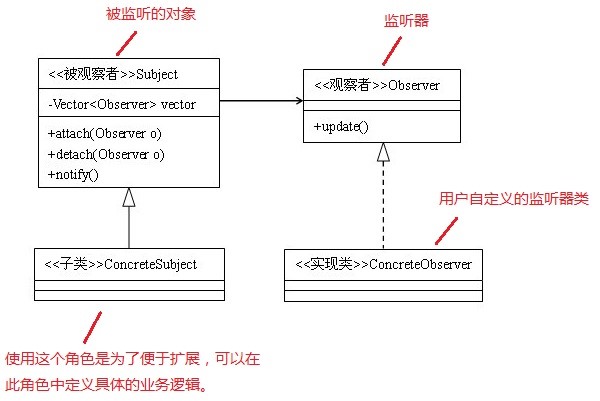 被监听的对象
监听器
<<被观察者>>Subject
-Vector<Observer> vector
+attach(Observer o)
+detach(Observer o)
+notify()
<<观察者>>Observer
+update()
用户自定义的监听器类
<<子类>>ConcreteSubject
<<实现类>>ConcreteObserver
使用这个角色是为了便于扩展，可以在
此角色中定义具体的业务逻辑。